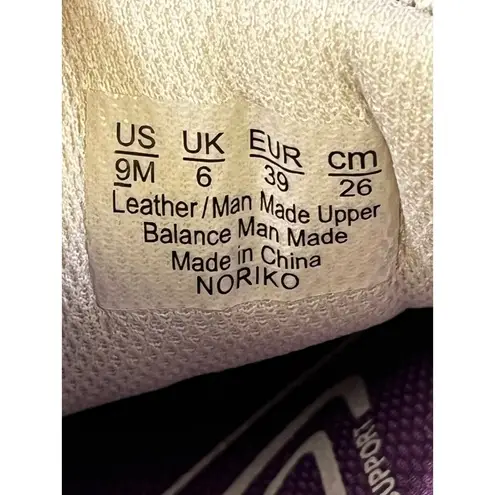 US UK EUR cm
9M 6 39 26
Leather/Man Made Upper
Balance Man Made
Made in China
NORIKO
SUPPORT